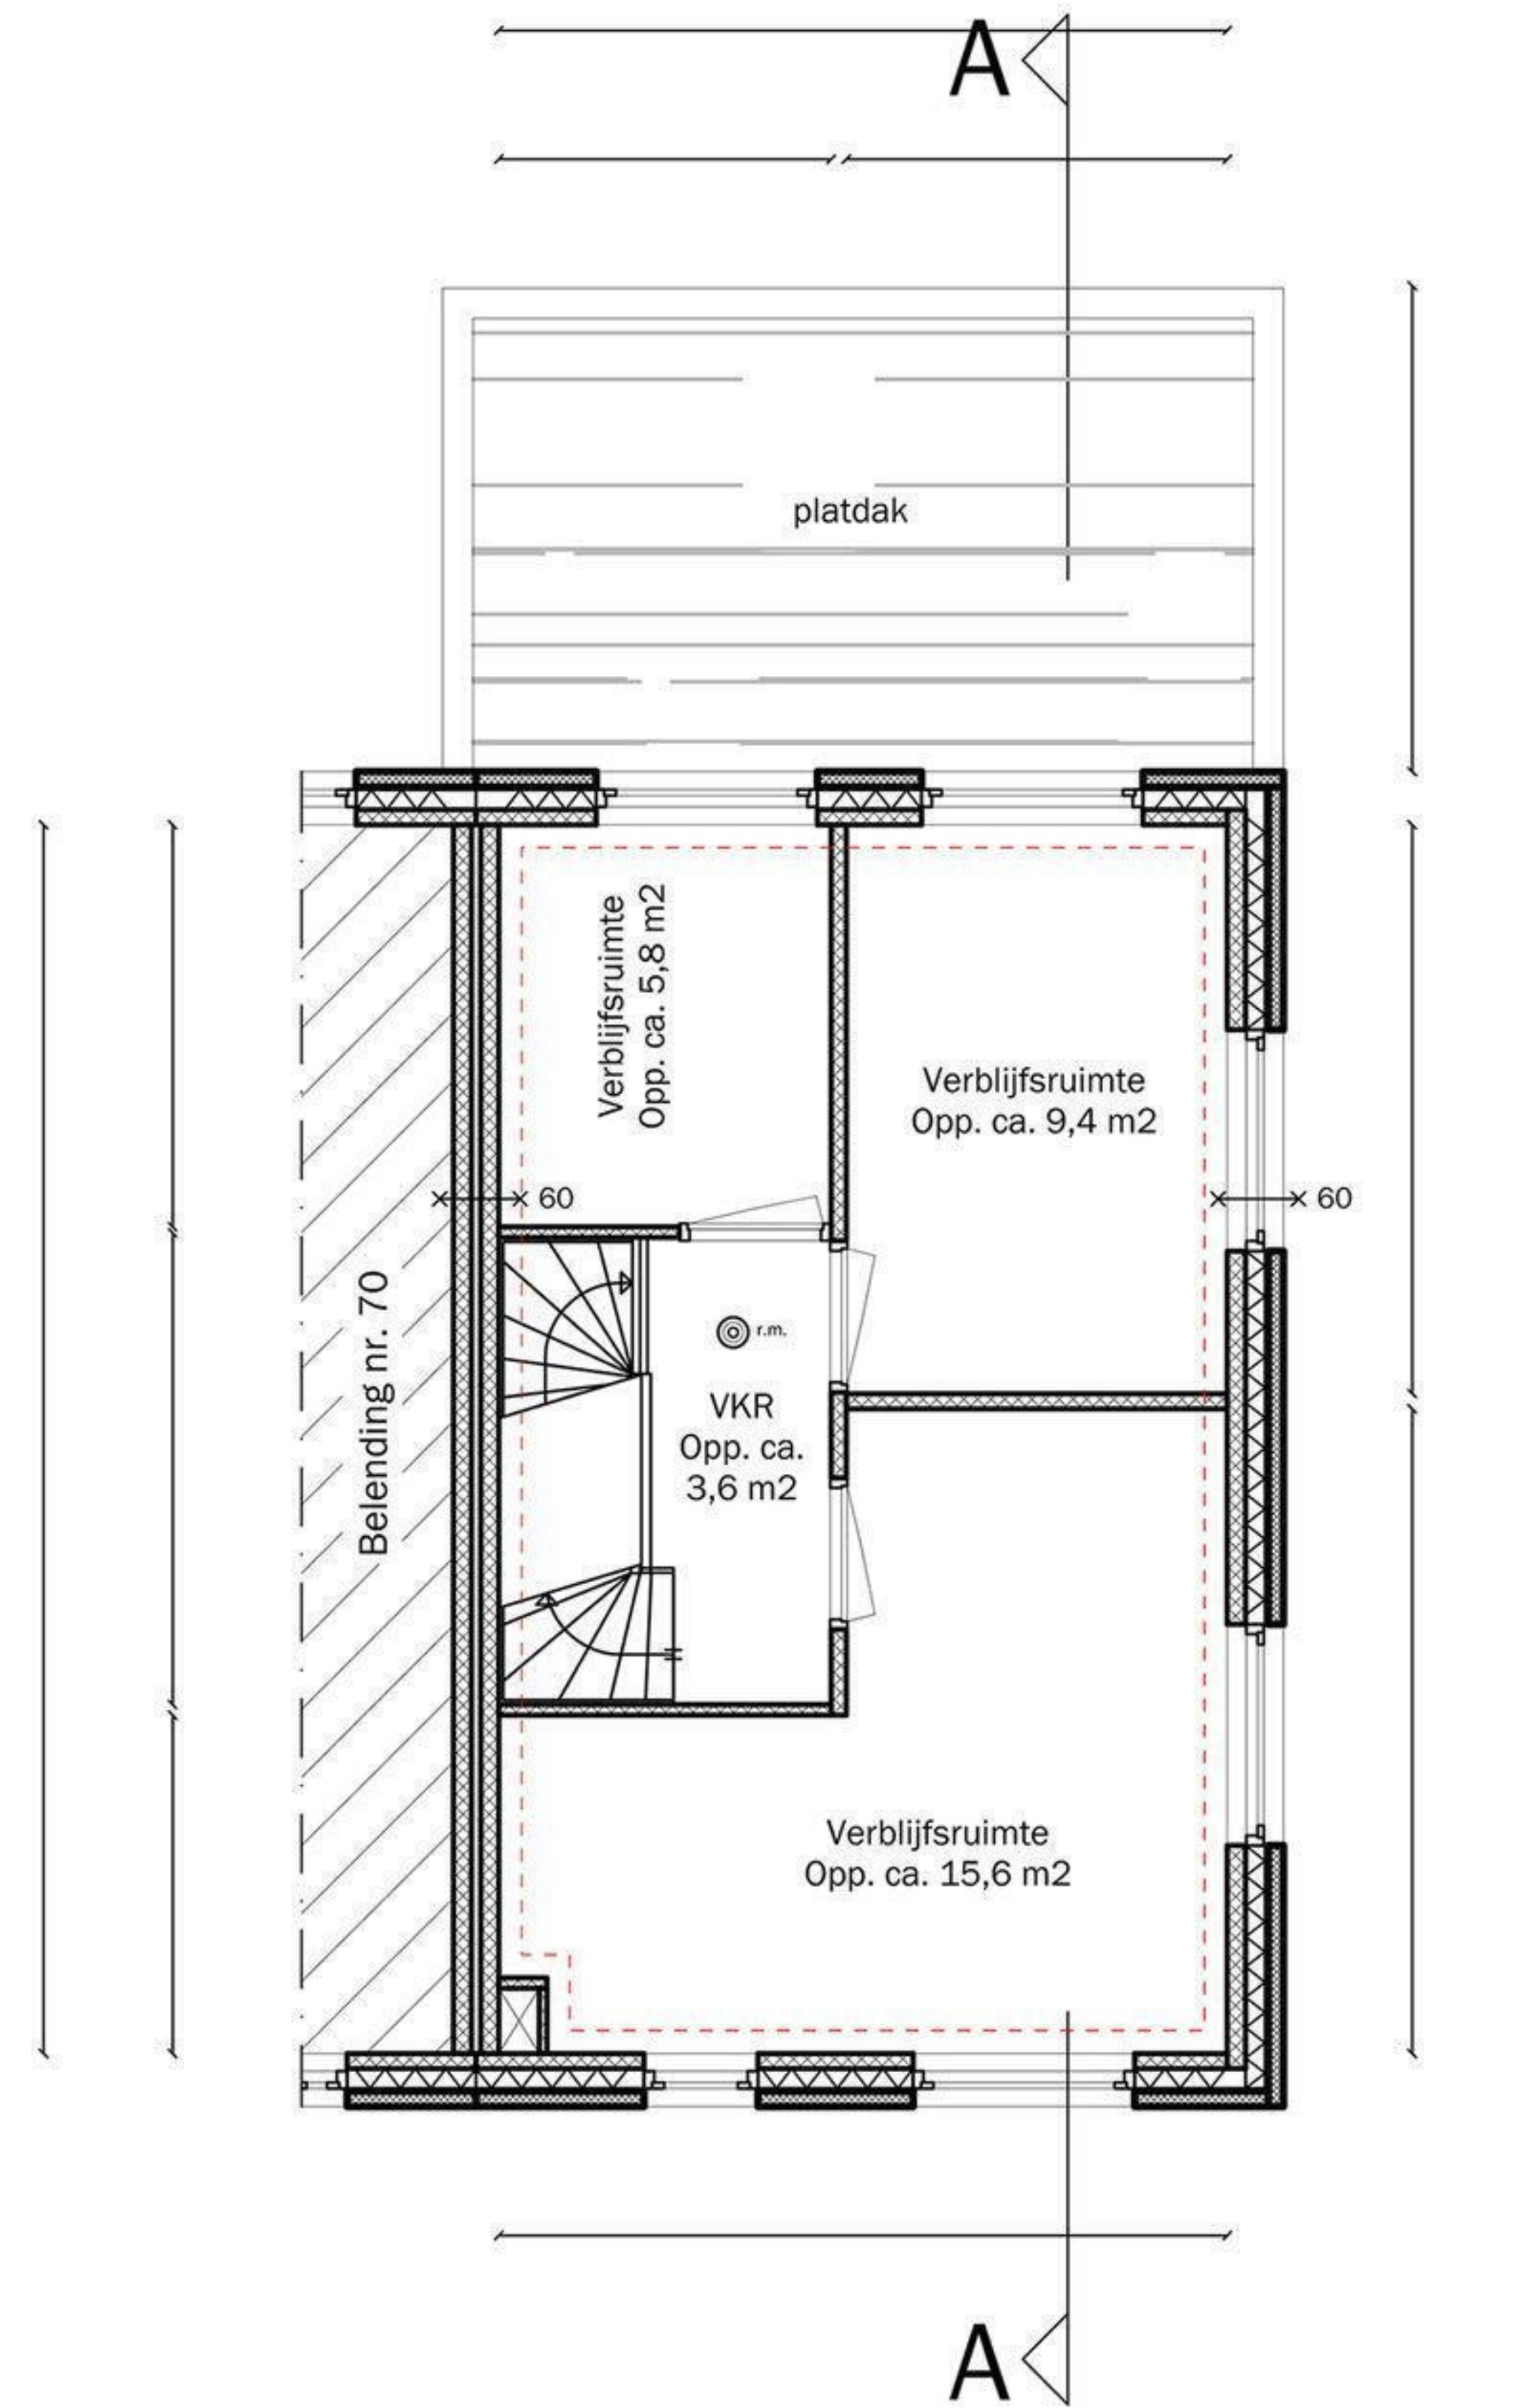 A
platdak
Verblijfsruimte
Opp. ca. 5,8 m2
Verblijfsruimte
Opp. ca. 9,4 m2
60
60
Belending nr. 70
r.m.
VKR
Opp. ca.
3,6 m2
Verblijfsruimte
Opp. ca. 15,6 m2
A